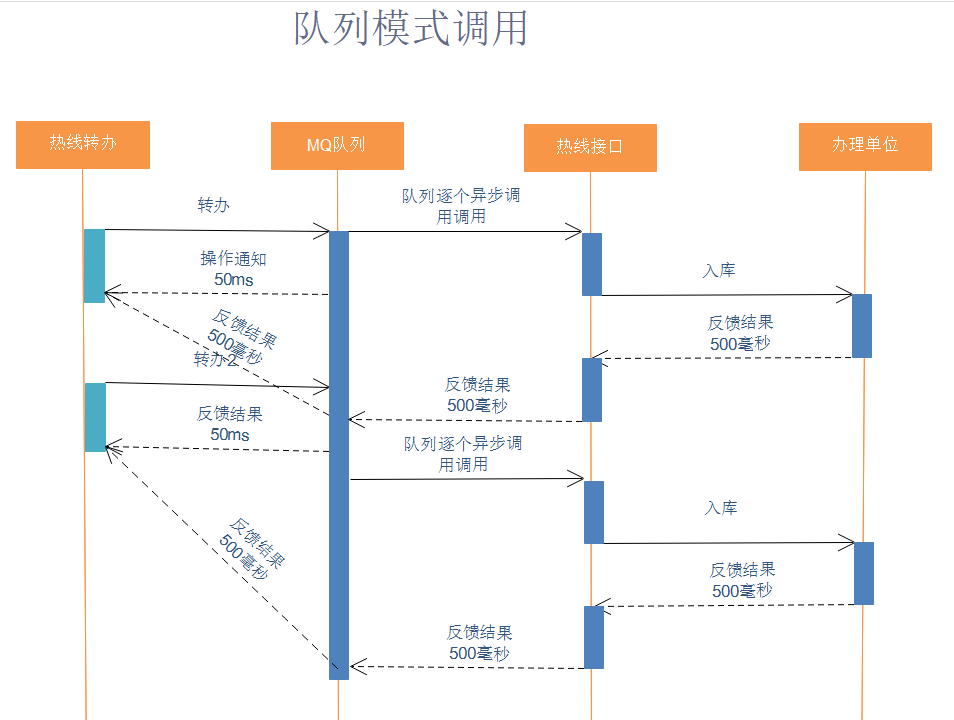 队列模式调用
热线转办
MQ队列
热线接口
办理单位
转办
队列逐个异步调
用调用
操作通知
50ms
入库
反馈结果
500毫秒
反馈结果
500毫秒
转办2
反馈结果
500毫秒
反馈结果
50ms
队列逐个异步调
用调用
入库
反馈结果
500毫秒
反馈结果
500毫秒
反馈结果
500毫秒